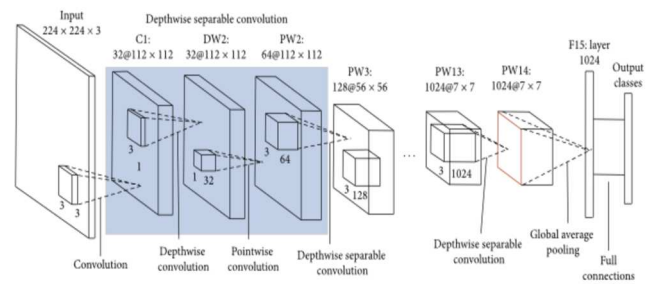 Input
224 × 224 × 3
Depthwise separable convolution
C1:
32@112 × 112
DW2:
32@112 × 112
PW2:
64@112 × 112
PW3:
128@56 × 56
PW13:
1024@7 × 7
PW14:
1024@7 × 7
F15: layer
1024
Output
classes
3
3
3
1
1
32
3
64
3
128
...
3
1024
Convolution
Depthwise
convolution
Pointwise
convolution
Depthwise separable
convolution
Depthwise separable
convolution
Global average
pooling
Full
connections